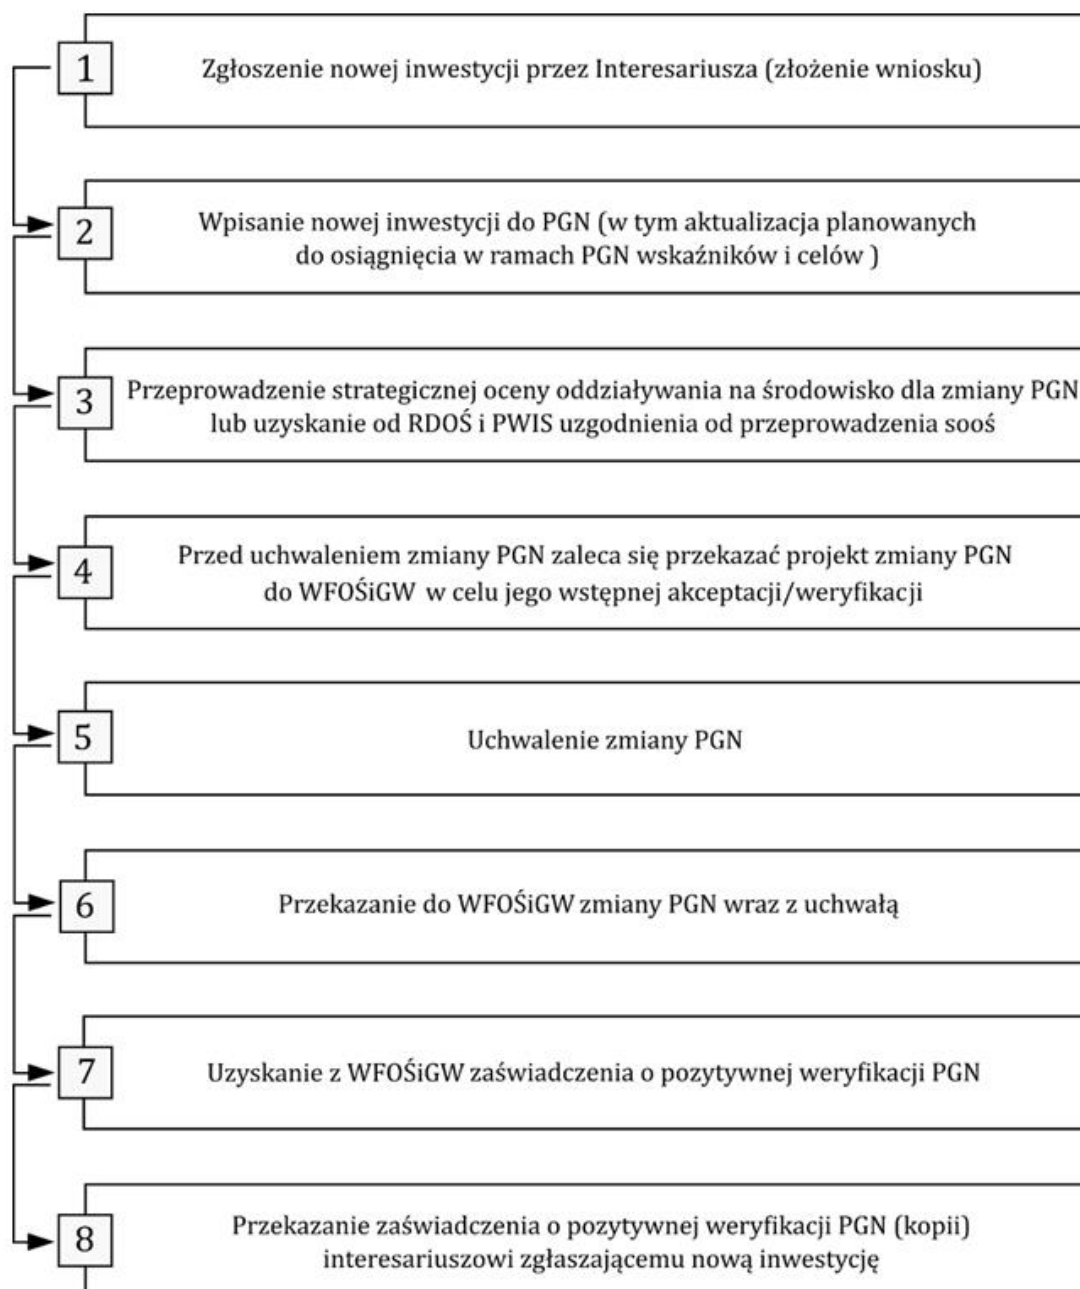 1
Zgłoszenie nowej inwestycji przez Interesariusza (złożenie wniosku)
2
Wpisanie nowej inwestycji do PGN (w tym aktualizacja planowanych
do osiągnięcia w ramach PGN wskaźników i celów )
3
Przeprowadzenie strategicznej oceny oddziaływania na środowisko dla zmiany PGN
lub uzyskanie od RDOŚ i PWIS uzgodnienia od przeprowadzenia sooś
4
Przed uchwaleniem zmiany PGN zaleca się przekazać projekt zmiany PGN
do WFOŚiGW w celu jego wstępnej akceptacji/weryfikacji
5
Uchwalenie zmiany PGN
6
Przekazanie do WFOŚiGW zmiany PGN wraz z uchwałą
7
Uzyskanie z WFOŚiGW zaświadczenia o pozytywnej weryfikacji PGN
8
Przekazanie zaświadczenia o pozytywnej weryfikacji PGN (kopii)
interesariuszowi zgłaszającemu nową inwestycję